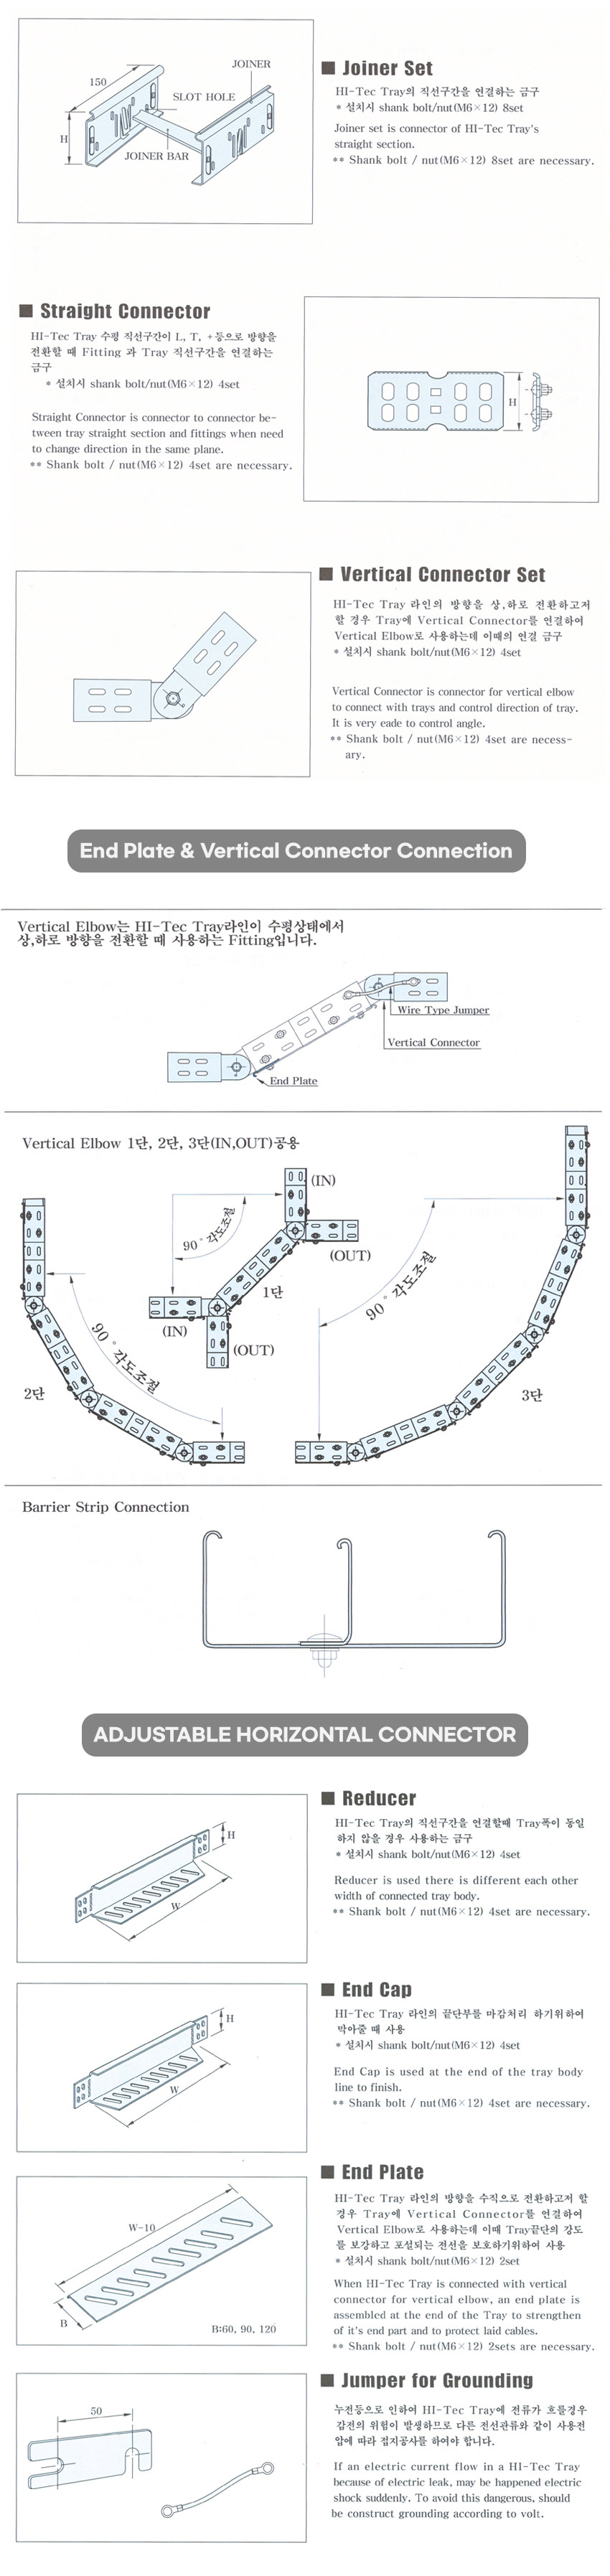 150
JOINER
SLOT HOLE
H
JOINER BAR
■ Joiner Set
HI-Tec Tray의 직선구간을 연결하는 금구
* 설치시 shank bolt/nut(M6×12) 8set
Joiner set is connector of HI-Tec Tray's
straight section.
** Shank bolt / nut(M6×12) 8set are necessary.
■ Straight Connector
HI-Tec Tray 수평 직선구간이 L, T, +등으로 방향을
전환할 때 Fitting 과 Tray 직선구간을 연결하는
금구
* 설치시 shank bolt/nut(M6×12) 4set
Straight Connector is connector to connector be-
tween tray straight section and fittings when need
to change direction in the same plane.
** Shank bolt / nut(M6×12) 4set are necessary.
H
■ Vertical Connector Set
HI-Tec Tray 라인의 방향을 상,하로 전환하고저
할 경우 Tray에 Vertical Connector를 연결하여
Vertical Elbow로 사용하는데 이때의 연결 금구
* 설치시 shank bolt/nut(M6×12) 4set
Vertical Connector is connector for vertical elbow
to connect with trays and control direction of tray.
It is very eade to control angle.
** Shank bolt / nut(M6×12) 4set are necess-
ary.
End Plate & Vertical Connector Connection
Vertical Elbow는 HI-Tec Tray라인이 수평상태에서
상,하로 방향을 전환할 때 사용하는 Fitting입니다.
Wire Type Jumper
Vertical Connector
End Plate
Vertical Elbow 1단, 2단, 3단(IN,OUT)공용
(IN)
90° 각도조절
(OUT)
1단
90° 각도조절
(IN)
(OUT)
90° 각도조절
2단
3단
Barrier Strip Connection
ADJUSTABLE HORIZONTAL CONNECTOR
H
W
■ Reducer
HI-Tec Tray의 직선구간을 연결할때 Tray폭이 동일
하지 않을 경우 사용하는 금구
* 설치시 shank bolt/nut(M6×12) 4set
Reducer is used there is different each other
width of connected tray body.
** Shank bolt / nut(M6×12) 4set are necessary.
H
W
■ End Cap
HI-Tec Tray 라인의 끝단부를 마감처리 하기위하여
막아줄 때 사용
* 설치시 shank bolt/nut(M6×12) 4set
End Cap is used at the end of the tray body
line to finish.
** Shank bolt / nut(M6×12) 4set are necessary.
W-10
B
B:60, 90, 120
■ End Plate
HI-Tec Tray 라인의 방향을 수직으로 전환하고저 할
경우 Tray에 Vertical Connector를 연결하여
Vertical Elbow로 사용하는데 이때 Tray끝단의 강도
를 보강하고 포설되는 전선을 보호하기위하여 사용
* 설치시 shank bolt/nut(M6×12) 2set
When HI-Tec Tray is connected with vertical
connector for vertical elbow, an end plate is
assembled at the end of the Tray to strengthen
of it's end part and to protect laid cables.
** Shank bolt / nut(M6×12) 2sets are necessary.
50
■ Jumper for Grounding
누전등으로 인하여 HI-Tec Tray에 전류가 흐를경우
감전의 위험이 발생하므로 다른 전선관류와 같이 사용전
압에 따라 접지공사를 하여야 합니다.
If an electric current flow in a HI-Tec Tray
because of electric leak, may be happened electric
shock suddenly. To avoid this dangerous, should
be construct grounding according to volt.